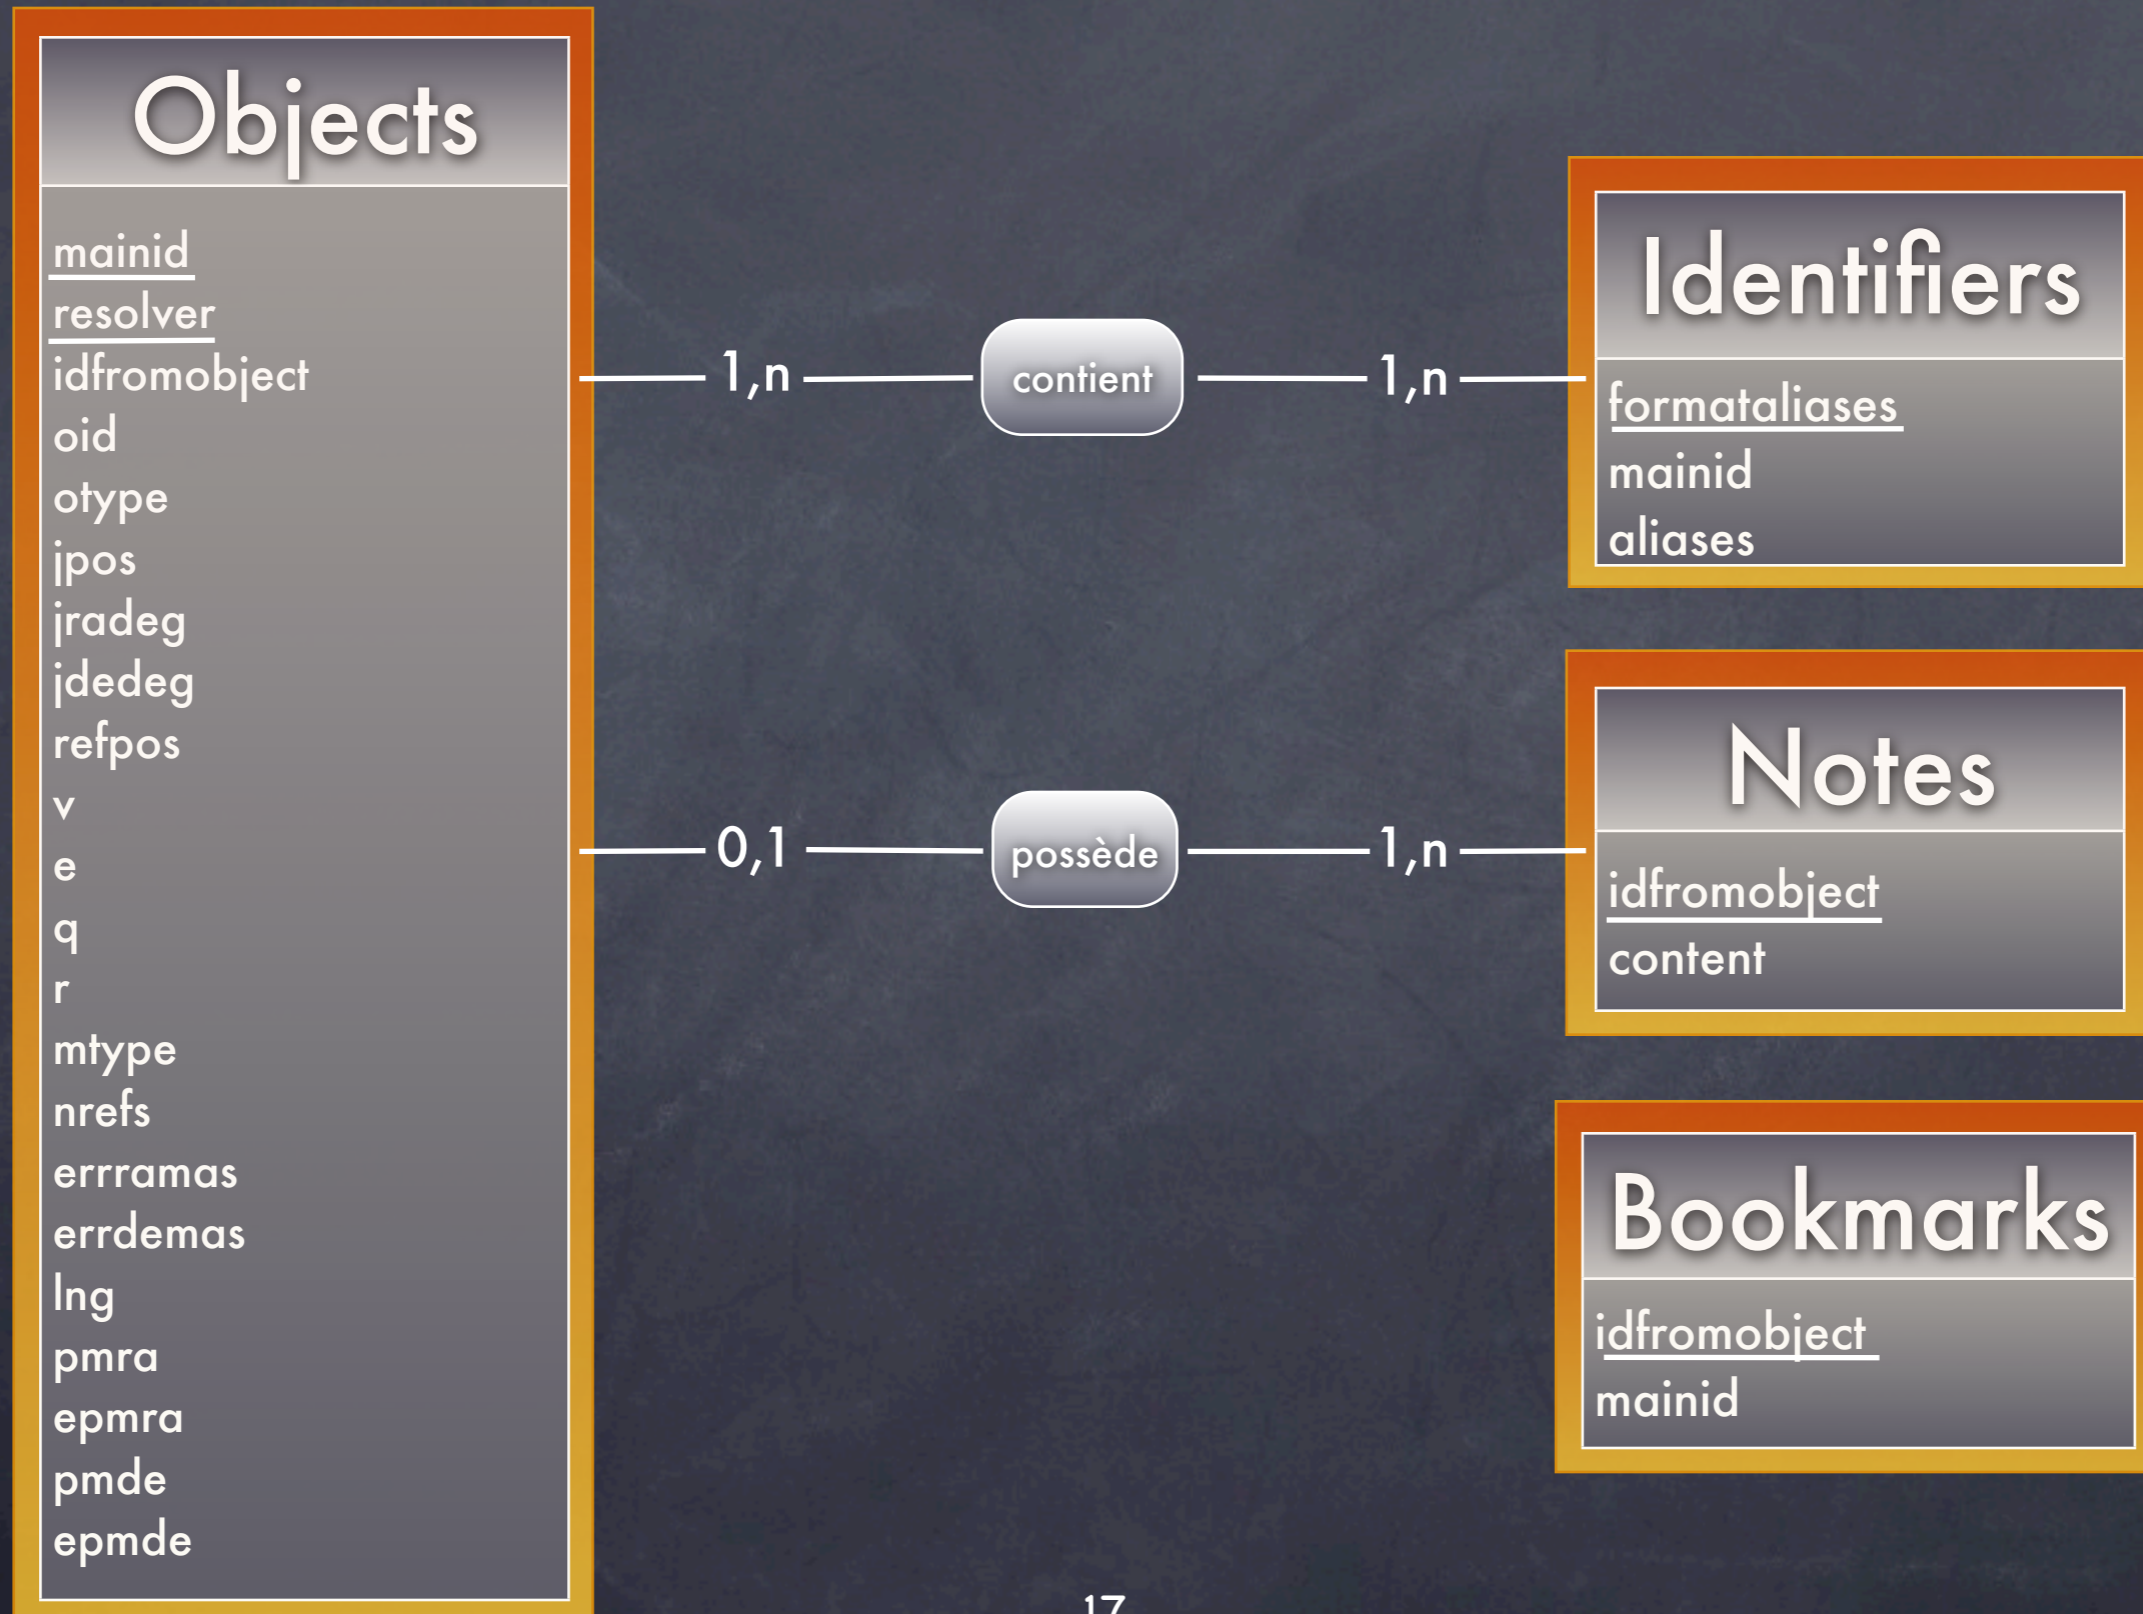 Objects
mainid
resolver
idfromobject
oid
otype
jpos
jradeg
jdedeg
refpos
v
e
q
r
mtype
nrefs
errramas
errdemas
lng
pmra
epmra
pmde
epmde
1,n
contient
1,n
0,1
possède
1,n
Identifiers
formataliases
mainid
aliases
Notes
idfromobject
content
Bookmarks
idfromobject
mainid
17